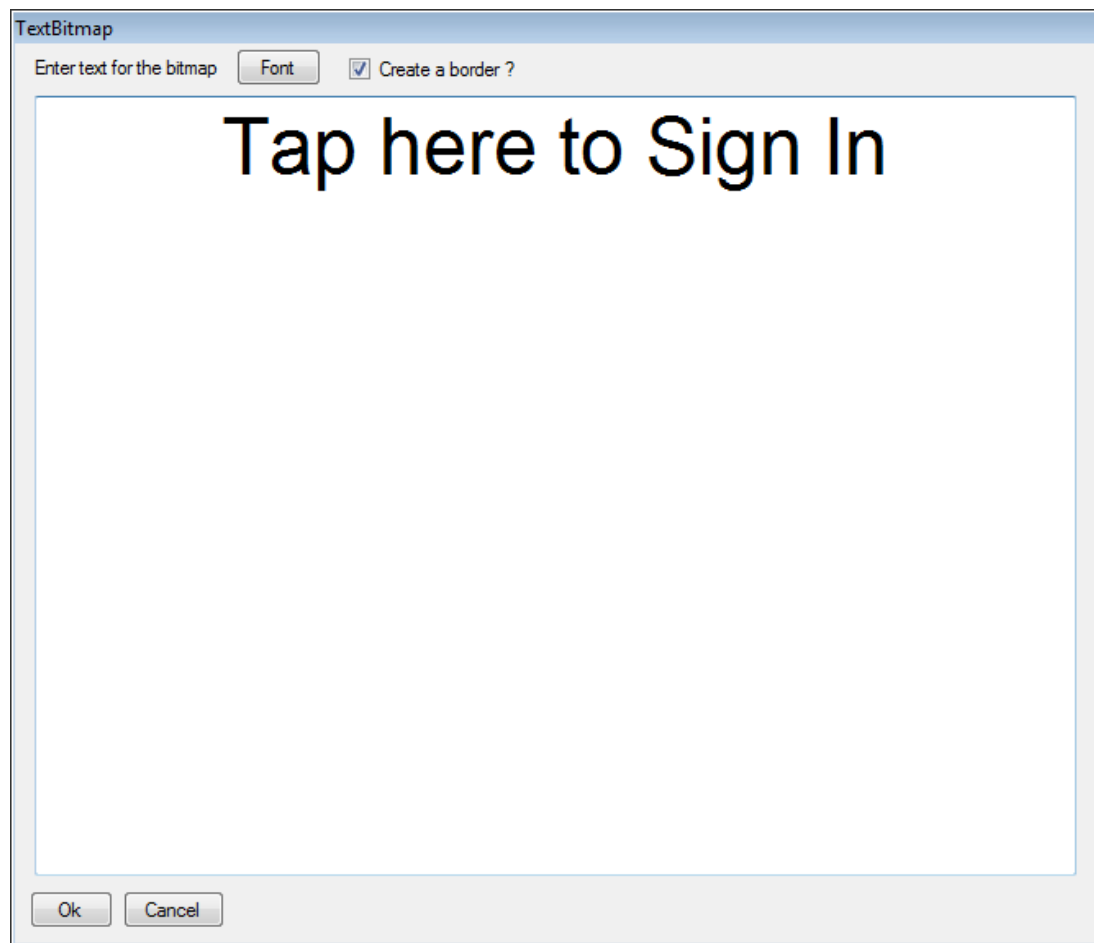 TextBitmap
Enter text for the bitmap Font Create a border ?
Tap here to Sign In
Ok Cancel